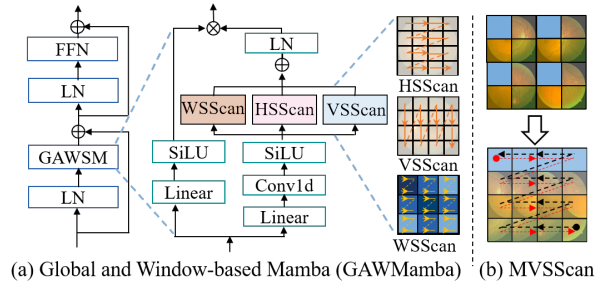 FFN
LN
GAWSM
LN
LN
WSScan
HSScan
VSScan
SiLU
SiLU
Linear
Conv1d
Linear
HSScan
VSScan
WSScan
(a) Global and Window-based Mamba (GAWMamba)
(b) MVSScan